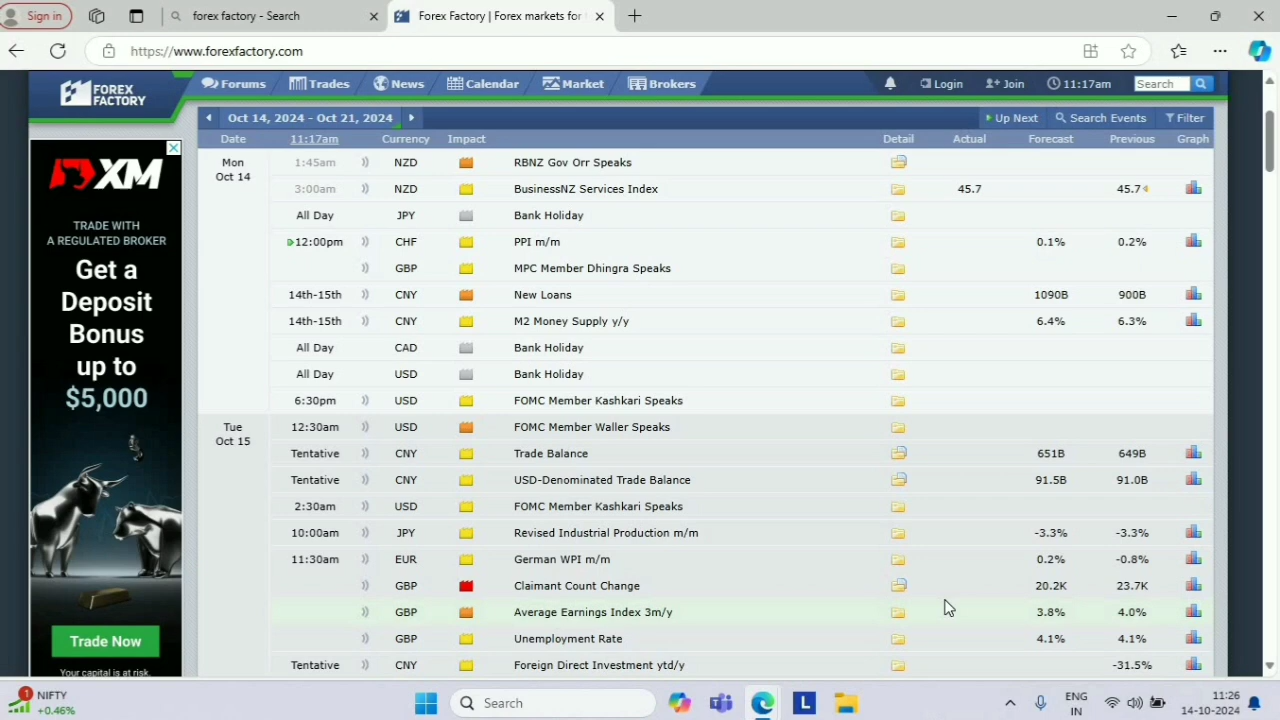 Sign in
forex factory - Search
Forex Factory | Forex markets for
https://www.forexfactory.com
FOREX FACTORY
Forums Trades News Calendar Market Brokers Login Join 11:17am Search
Oct 14, 2024 - Oct 21, 2024 Up Next Search Events Filter
Date 11:17am Currency Impact Detail Actual Forecast Previous Graph
Mon Oct 14 1:45am NZD RBNZ Gov Orr Speaks
3:00am NZD BusinessNZ Services Index 45.7 45.7
All Day JPY Bank Holiday
12:00pm CHF PPI m/m 0.1% 0.2%
GBP MPC Member Dhingra Speaks
14th-15th CNY New Loans 1090B 900B
14th-15th CNY M2 Money Supply y/y 6.4% 6.3%
All Day CAD Bank Holiday
All Day USD Bank Holiday
6:30pm USD FOMC Member Kashkari Speaks
Tue Oct 15 12:30am USD FOMC Member Waller Speaks
Tentative CNY Trade Balance 651B 649B
Tentative CNY USD-Denominated Trade Balance 91.5B 91.0B
2:30am USD FOMC Member Kashkari Speaks
10:00am JPY Revised Industrial Production m/m -3.3% -3.3%
11:30am EUR German WPI m/m 0.2% -0.8%
GBP Claimant Count Change 20.2K 23.7K
GBP Average Earnings Index 3m/y 3.8% 4.0%
GBP Unemployment Rate 4.1% 4.1%
Tentative CNY Foreign Direct Investment ytd/y -31.5%
XM
TRADE WITH
A REGULATED BROKER
Get a
Deposit
Bonus
up to
$5,000
Trade Now
Your capital is at risk.
1
NIFTY
+0.46%
Search
L
ENG
IN
11:26
14-10-2024